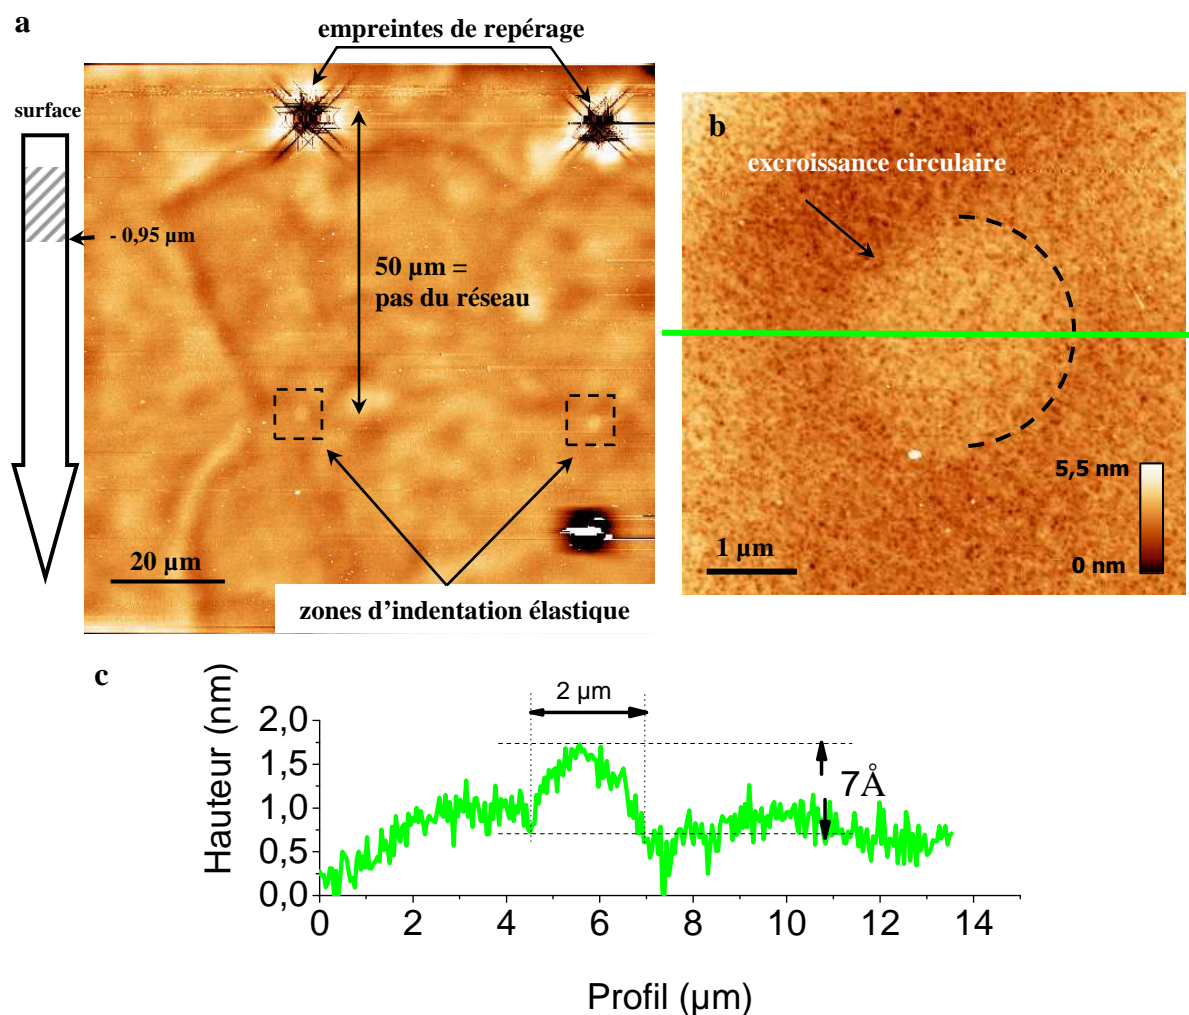 a
empreintes de repérage
surface
- 0,95 µm
50 µm =
pas du réseau
20 µm
zones d'indentation élastique
b
excroissance circulaire
5,5 nm
1 µm
0 nm
c
2 µm
Hauteur (nm)
2,0
1,5
1,0
0,5
0,0
7Å
0 2 4 6 8 10 12 14
Profil (µm)